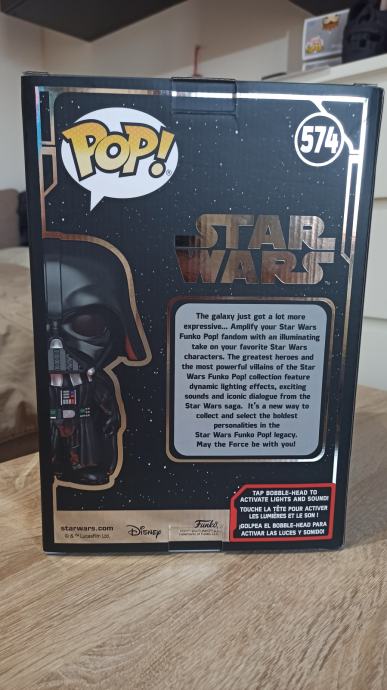 POP!
574
STAR
WARS
The galaxy just got a lot more
expressive... Amplify your Star Wars
Funko Pop! fandom with an illuminating
take on your favorite Star Wars
characters. The greatest heroes and
the most powerful villains of the Star
Wars Funko Pop! collection feature
dynamic lighting effects, exciting
sounds and iconic dialogue from the
Star Wars saga. It's a new way to
collect and select the boldest
personalities in the
Star Wars Funko Pop! legacy.
May the Force be with you!
TAP BOBBLE-HEAD TO
ACTIVATE LIGHTS AND SOUND!
TOUCHE LA TÊTE POUR ACTIVER
LES LUMIÈRES ET LE SON !
¡GOLPEA EL BOBBLE-HEAD PARA
ACTIVAR LAS LUCES Y SONIDO!
starwars.com
© & ™ Lucasfilm Ltd.
Disney
Funko